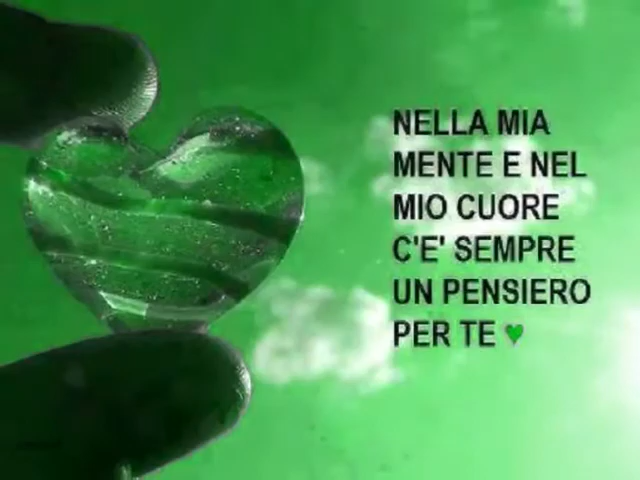 NELLA MIA
MENTE E NEL
MIO CUORE
C'E' SEMPRE
UN PENSIERO
PER TE 💚